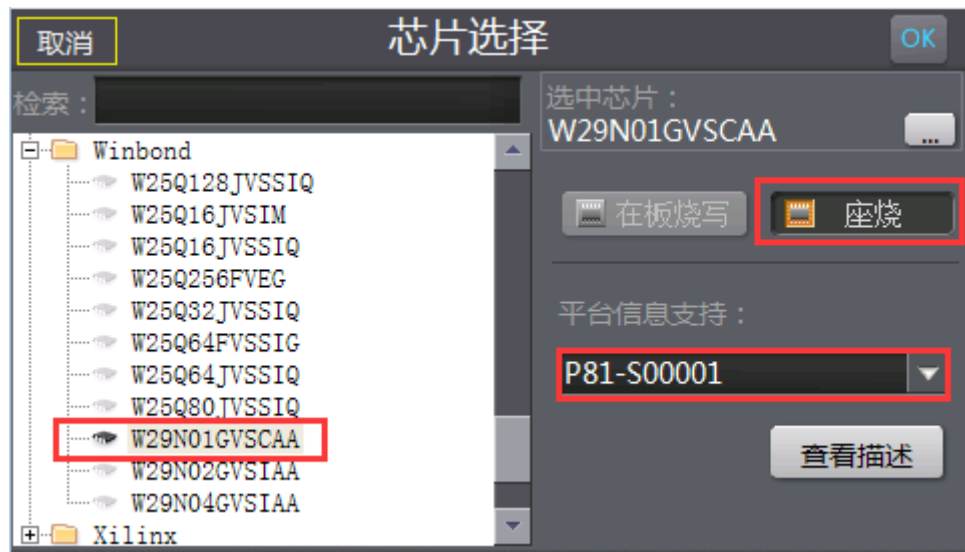 取消
芯片选择
OK
检索：
Winbond
W25Q128JVSSIQ
W25Q16JVSIM
W25Q16JVSSIQ
W25Q256FVEG
W25Q32JVSSIQ
W25Q64FVSSIG
W25Q64JVSSIQ
W25Q80JVSSIQ
W29N01GVSCAA
W29N02GVSIAA
W29N04GVSIAA
Xilinx
选中芯片：
W29N01GVSCAA
...
在板烧写
座烧
平台信息支持：
P81-S00001
查看描述